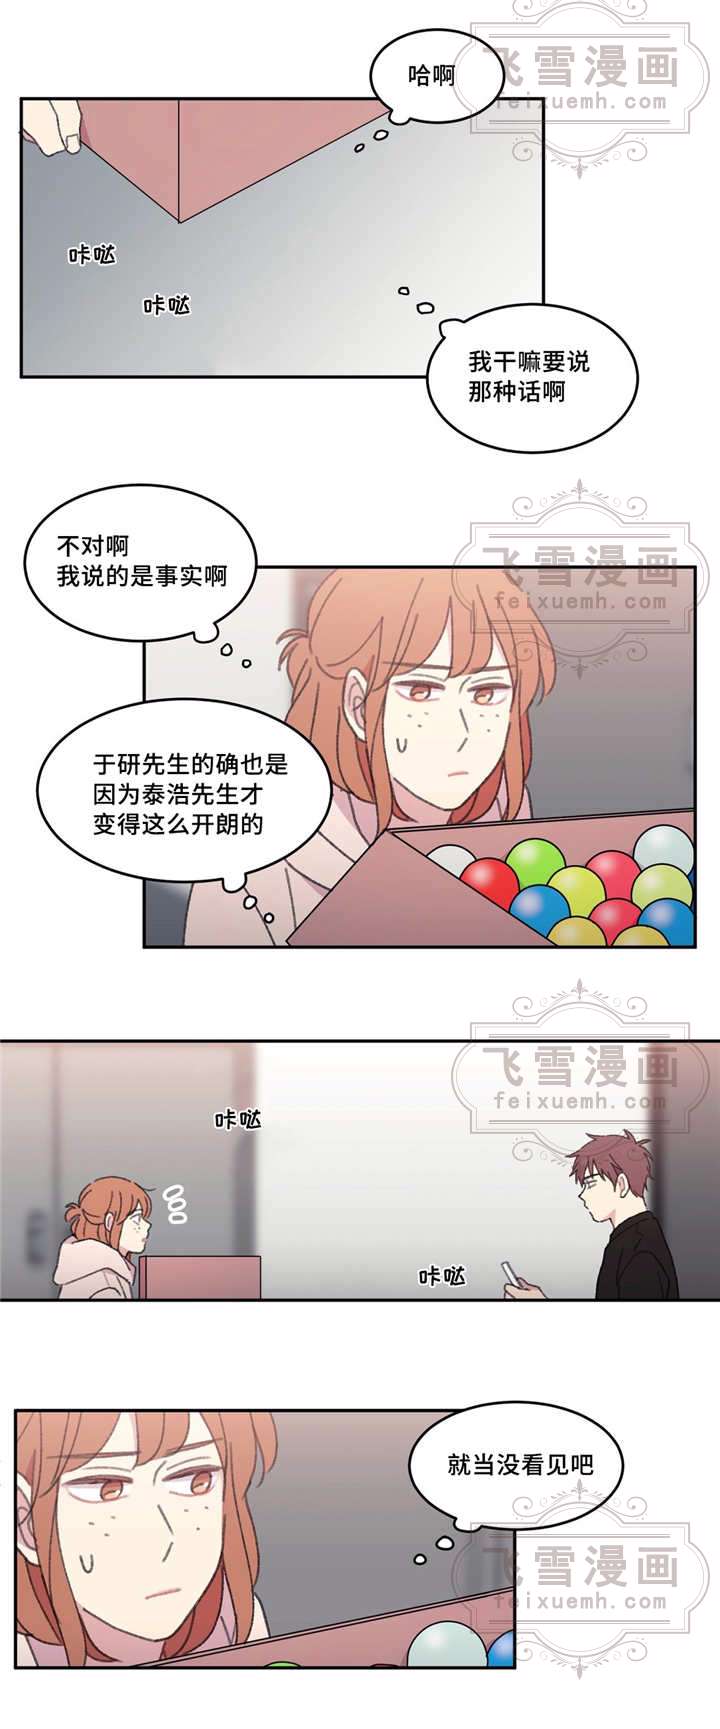 哈啊
飞雪漫画
feixuemh.com
咔哒
咔哒
我干嘛要说
那种话啊
不对啊
我说的是事实啊
飞雪漫画
feixuemh.com
于研先生的确也是
因为泰浩先生才
变得这么开朗的
飞雪漫画
feixuemh.com
咔哒
咔哒
就当没看见吧
飞雪漫画
feixuemh.com